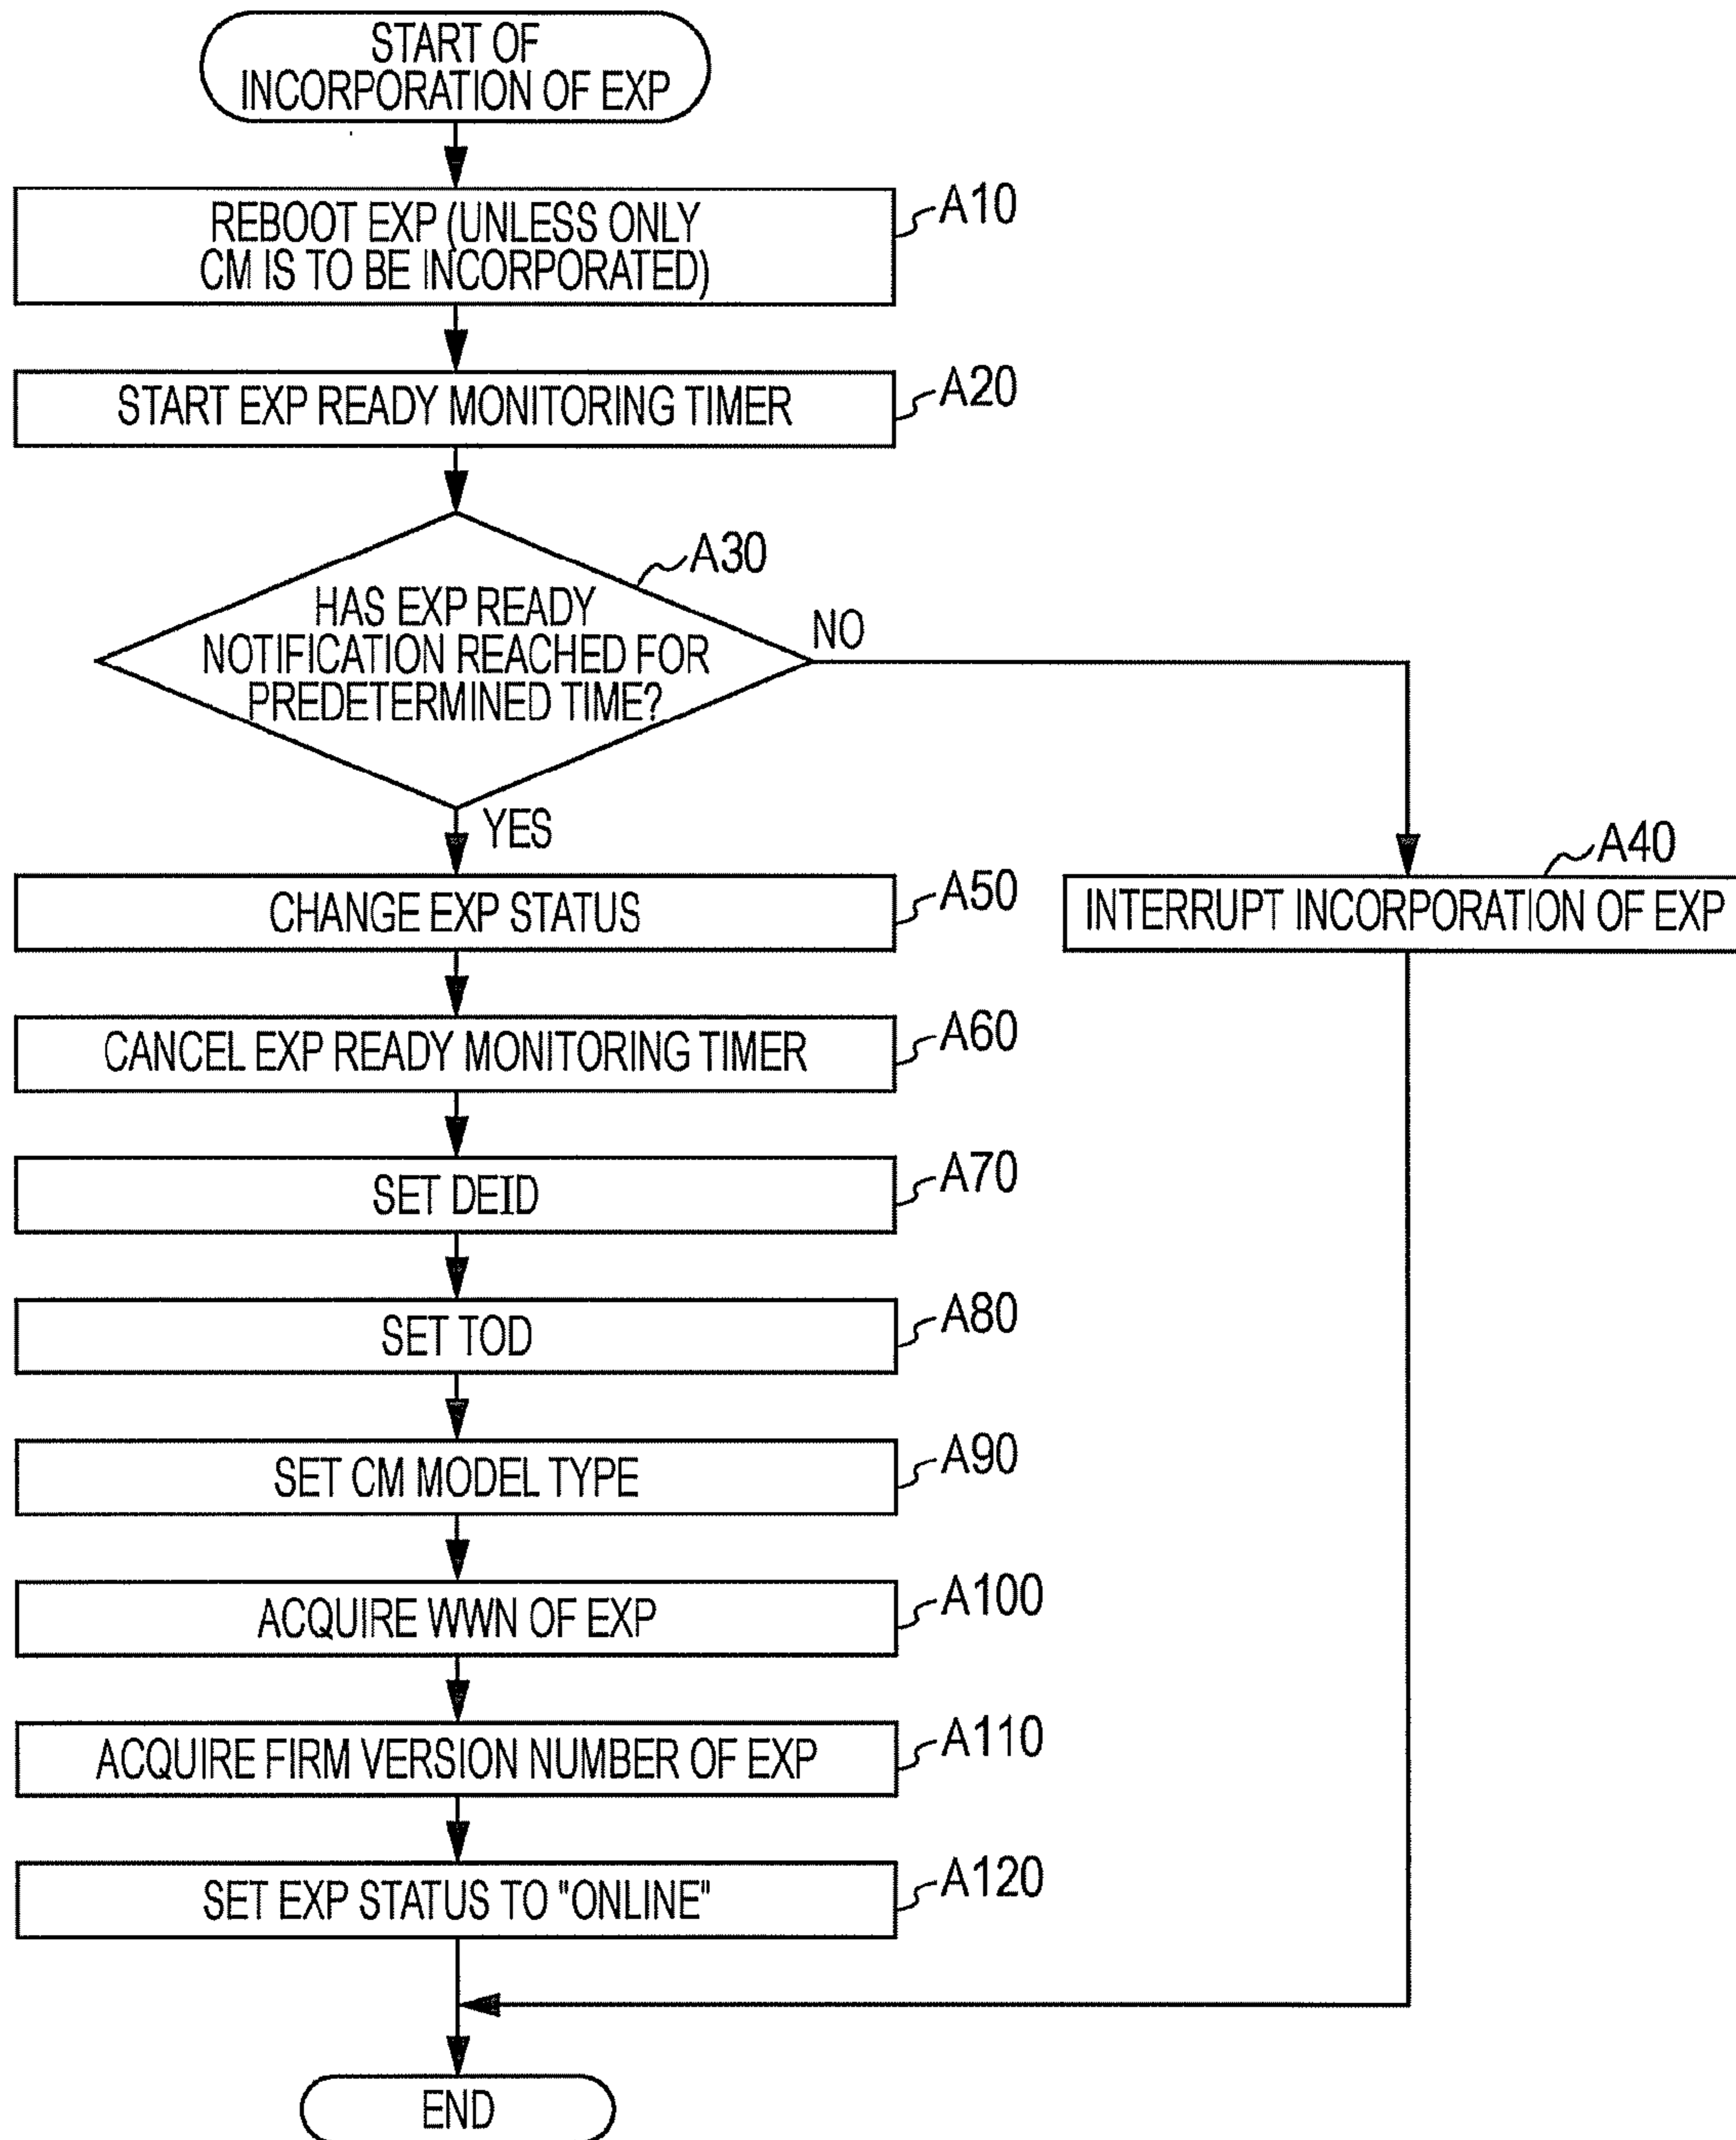 START OF
INCORPORATION OF EXP
REBOOT EXP (UNLESS ONLY
CM IS TO BE INCORPORATED)
A10
START EXP READY MONITORING TIMER
A20
HAS EXP READY
NOTIFICATION REACHED FOR
PREDETERMINED TIME?
A30
NO
YES
CHANGE EXP STATUS
A50
INTERRUPT INCORPORATION OF EXP
A40
CANCEL EXP READY MONITORING TIMER
A60
SET DEID
A70
SET TOD
A80
SET CM MODEL TYPE
A90
ACQUIRE WWN OF EXP
A100
ACQUIRE FIRM VERSION NUMBER OF EXP
A110
SET EXP STATUS TO "ONLINE"
A120
END